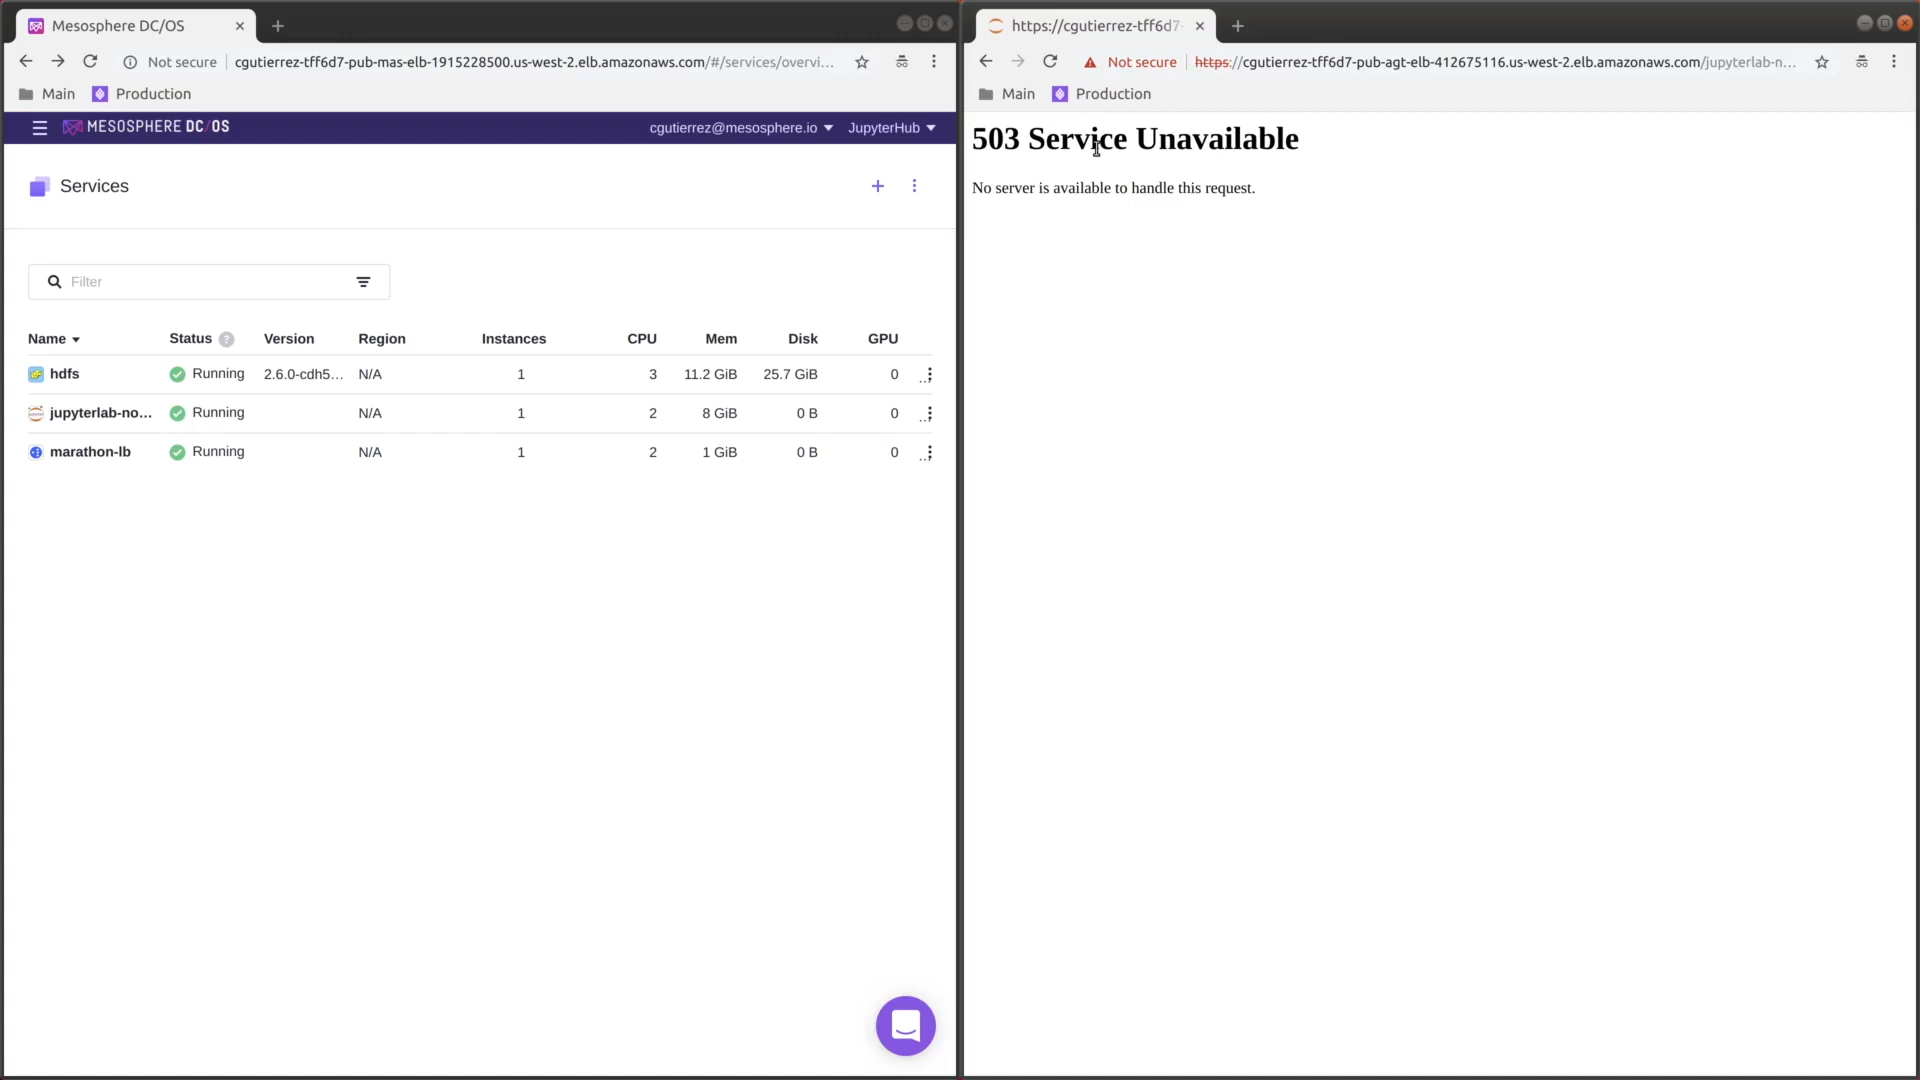 Mesosphere DC/OS
Not secure cgutierrez-tff6d7-pub-mas-elb-1915228500.us-west-2.elb.amazonaws.com/#/services/overvi...
Main Production
MESOSPHERE DC/OS cgutierrez@mesosphere.io JupyterHub
Services
Filter
Name Status ? Version Region Instances CPU Mem Disk GPU
hdfs Running 2.6.0-cdh5... N/A 1 3 11.2 GiB 25.7 GiB 0 ...
jupyterlab-no... Running N/A 1 2 8 GiB 0 B 0 ...
marathon-lb Running N/A 1 2 1 GiB 0 B 0 ...
https://cgutierrez-tff6d7-
Not secure https://cgutierrez-tff6d7-pub-agt-elb-412675116.us-west-2.elb.amazonaws.com/jupyterlab-n...
Main Production
503 Service Unavailable
No server is available to handle this request.